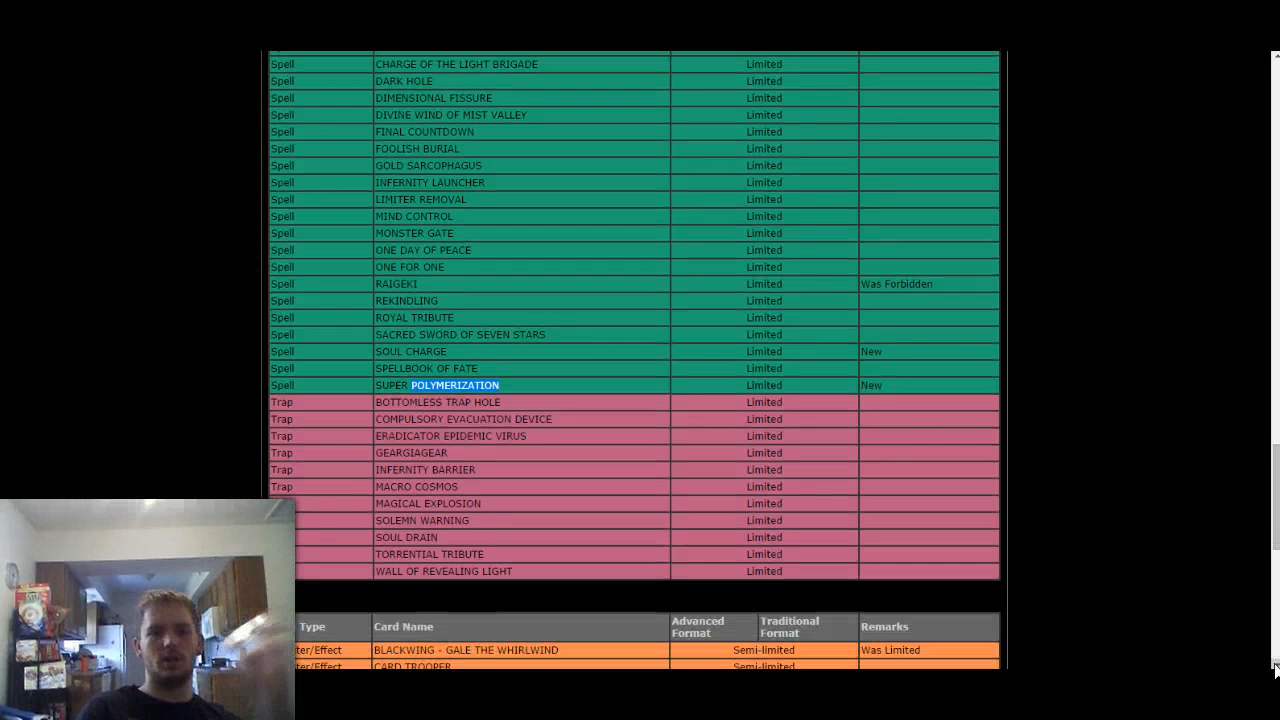 Spell CHARGE OF THE LIGHT BRIGADE Limited
Spell DARK HOLE Limited
Spell DIMENSIONAL FISSURE Limited
Spell DIVINE WIND OF MIST VALLEY Limited
Spell FINAL COUNTDOWN Limited
Spell FOOLISH BURIAL Limited
Spell GOLD SARCOPHAGUS Limited
Spell INFERNITY LAUNCHER Limited
Spell LIMITER REMOVAL Limited
Spell MIND CONTROL Limited
Spell MONSTER GATE Limited
Spell ONE DAY OF PEACE Limited
Spell ONE FOR ONE Limited
Spell RAIGEKI Limited Was Forbidden
Spell REKINDLING Limited
Spell ROYAL TRIBUTE Limited
Spell SACRED SWORD OF SEVEN STARS Limited
Spell SOUL CHARGE Limited New
Spell SPELLBOOK OF FATE Limited
Spell SUPER POLYMERIZATION Limited New
Trap BOTTOMLESS TRAP HOLE Limited
Trap COMPULSORY EVACUATION DEVICE Limited
Trap ERADICATOR EPIDEMIC VIRUS Limited
Trap GEARGIAGEAR Limited
Trap INFERNITY BARRIER Limited
Trap MACRO COSMOS Limited
MAGICAL EXPLOSION Limited
SOLEMN WARNING Limited
SOUL DRAIN Limited
TORRENTIAL TRIBUTE Limited
WALL OF REVEALING LIGHT Limited
Type Card Name Advanced Format Traditional Format Remarks
ter/Effect BLACKWING - GALE THE WHIRLWIND Semi-limited Was Limited
ter/Effect CARD TROOPER Semi-limited